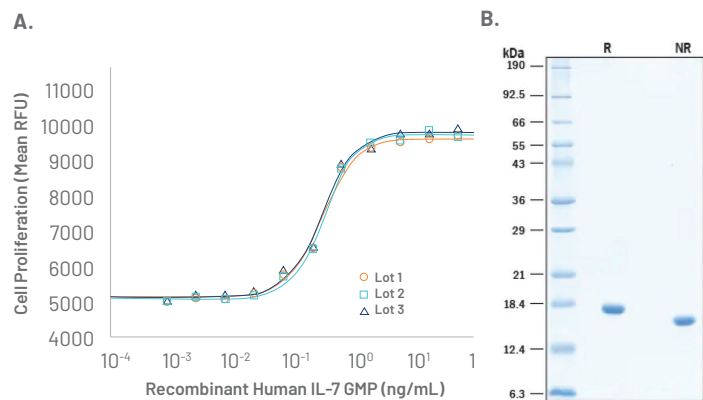 A.
Cell Proliferation (Mean RFU)
11000
10000
9000
8000
7000
6000
5000
4000
10⁻⁴ 10⁻³ 10⁻² 10⁻¹ 10⁰ 10¹ 1
Recombinant Human IL-7 GMP (ng/mL)
Lot 1
Lot 2
Lot 3
B.
kDa R NR
190
92.5
66
55
43
36
29
21
18.4
12.4
6.3